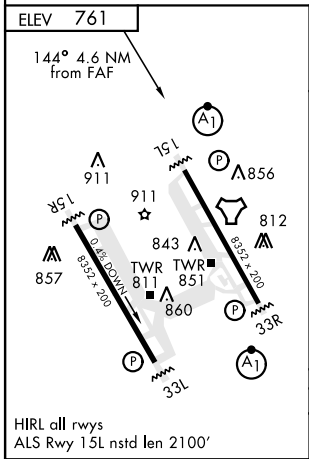 ELEV 761
144° 4.6 NM
from FAF
A1
15L
P
856
911
911
15R
P
812
843
8352 x 200
0.4% DOWN
8352 x 200
857
TWR
811
TWR
851
860
P
33R
P
33L
A1
HIRL all rwys
ALS Rwy 15L nstd len 2100'